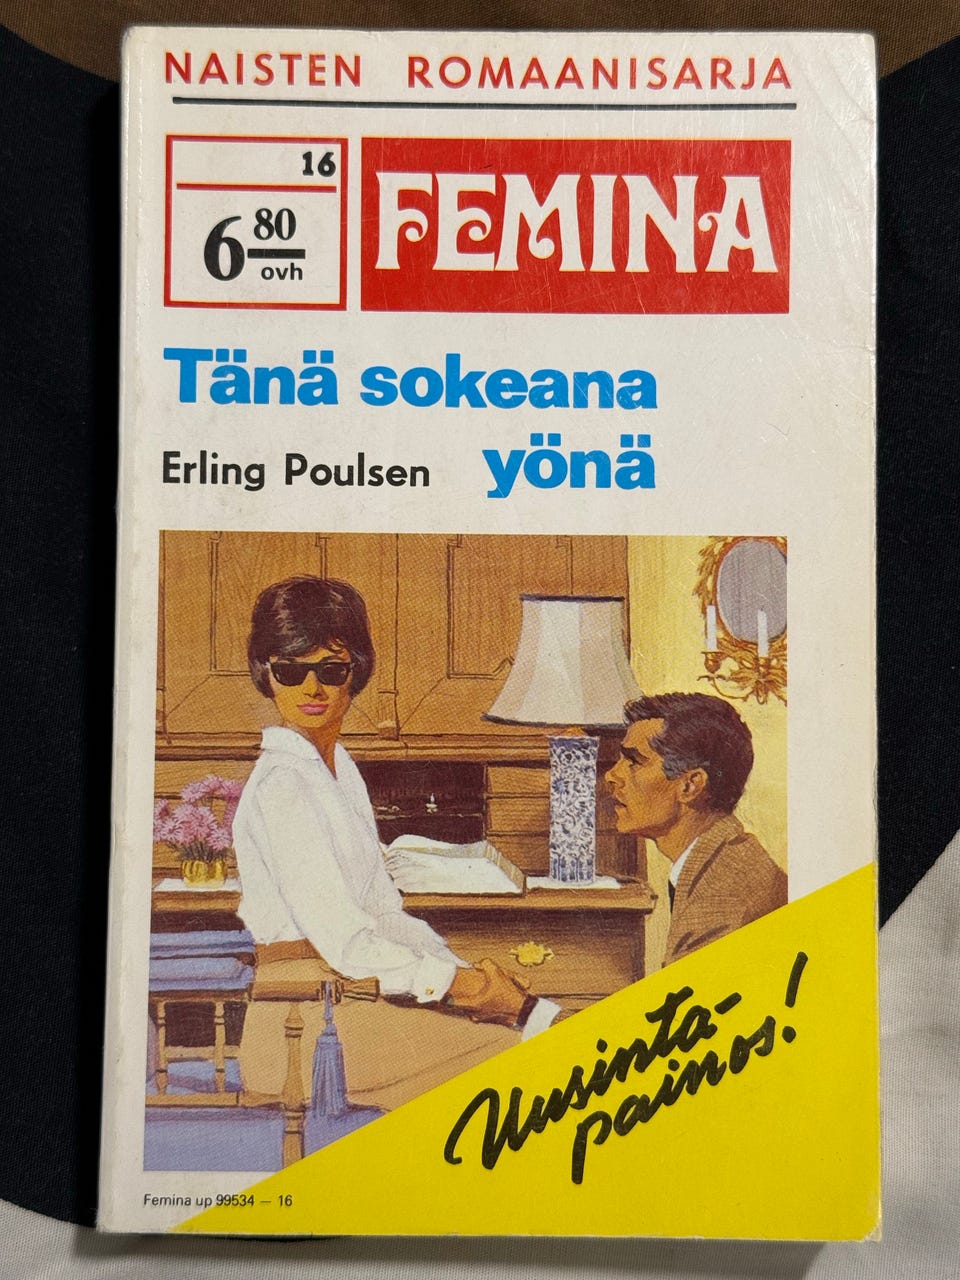 NAISTEN ROMAANISARJA
16
6 80
ovh
FEMINA
Tänä sokeana
yönä
Erling Poulsen
Uusinta-
painos!
Femina up 99534 — 16